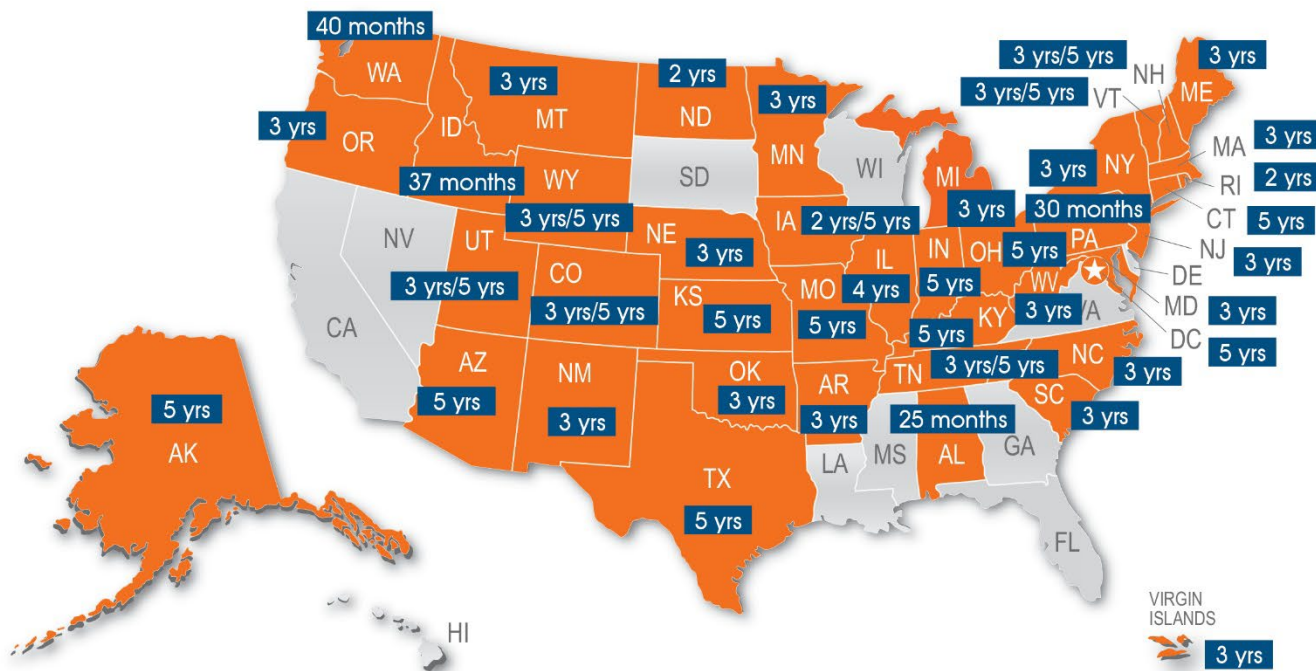 40 months
WA
3 yrs
MT
2 yrs
ND
3 yrs
MN
3 yrs/5 yrs
NH
3 yrs/5 yrs
VT
3 yrs
ME
3 yrs
OR
ID
37 months
WY
3 yrs/5 yrs
SD
WI
MI
3 yrs
3 yrs
NY
MA
3 yrs
RI
2 yrs
CT
5 yrs
30 months
PA
NJ
3 yrs
DE
MD
3 yrs
DC
5 yrs
NV
UT
3 yrs/5 yrs
CO
3 yrs/5 yrs
NE
3 yrs
IA
2 yrs/5 yrs
IL
4 yrs
IN
5 yrs
OH
5 yrs
WV
3 yrs
VA
CA
KS
5 yrs
MO
5 yrs
KY
5 yrs
TN
3 yrs/5 yrs
NC
3 yrs
AZ
5 yrs
NM
3 yrs
OK
3 yrs
AR
3 yrs
SC
3 yrs
25 months
MS
AL
GA
LA
TX
5 yrs
FL
5 yrs
AK
HI
VIRGIN
ISLANDS
3 yrs